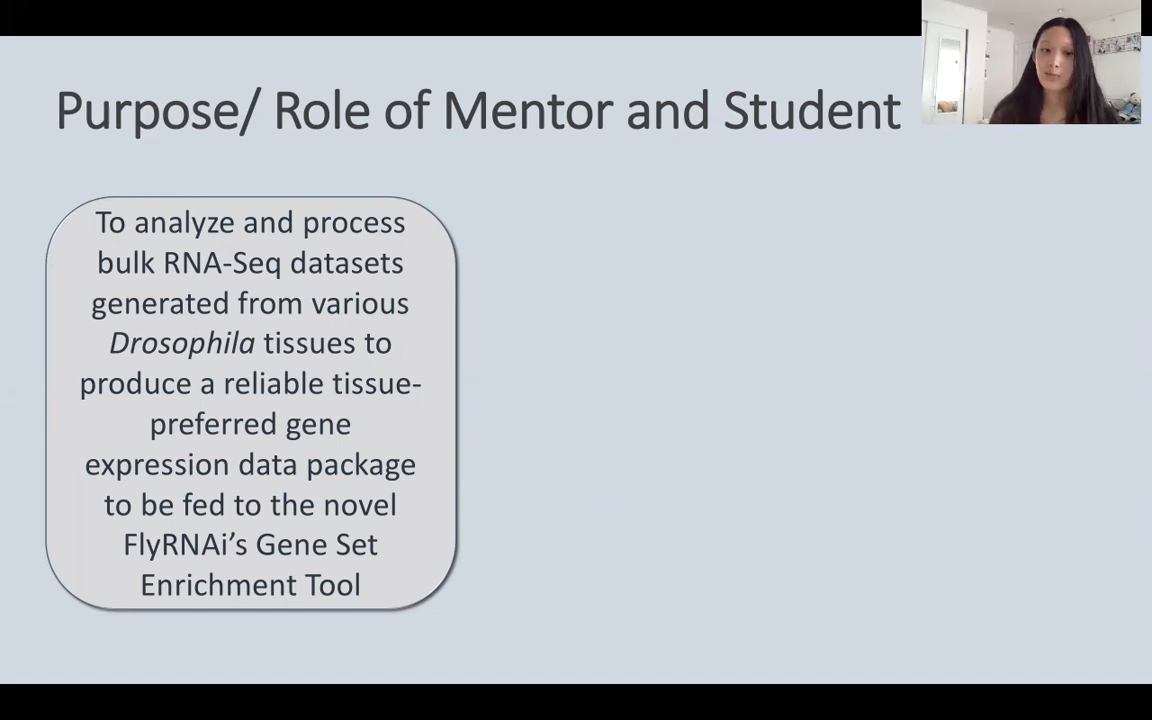 Purpose/ Role of Mentor and Student
To analyze and process
bulk RNA-Seq datasets
generated from various
Drosophila tissues to
produce a reliable tissue-
preferred gene
expression data package
to be fed to the novel
FlyRNAi’s Gene Set
Enrichment Tool